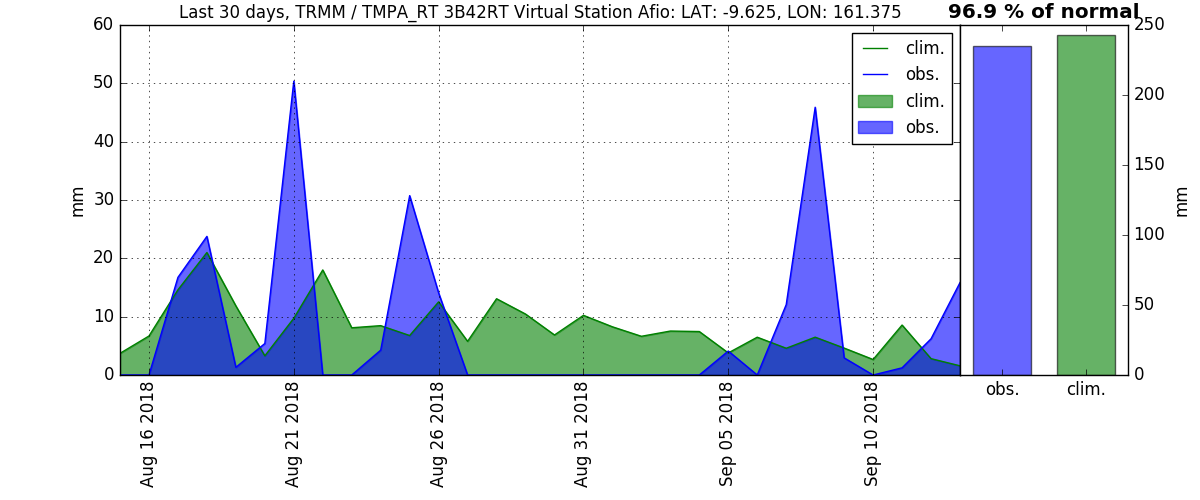 Last 30 days, TRMM / TMPA_RT 3B42RT Virtual Station Afio: LAT: -9.625, LON: 161.375
96.9 % of normal
60
50
40
30
20
10
0
mm
clim.
obs.
clim.
obs.
250
200
150
100
50
0
mm
obs.
clim.
Aug 16 2018
Aug 21 2018
Aug 26 2018
Aug 31 2018
Sep 05 2018
Sep 10 2018